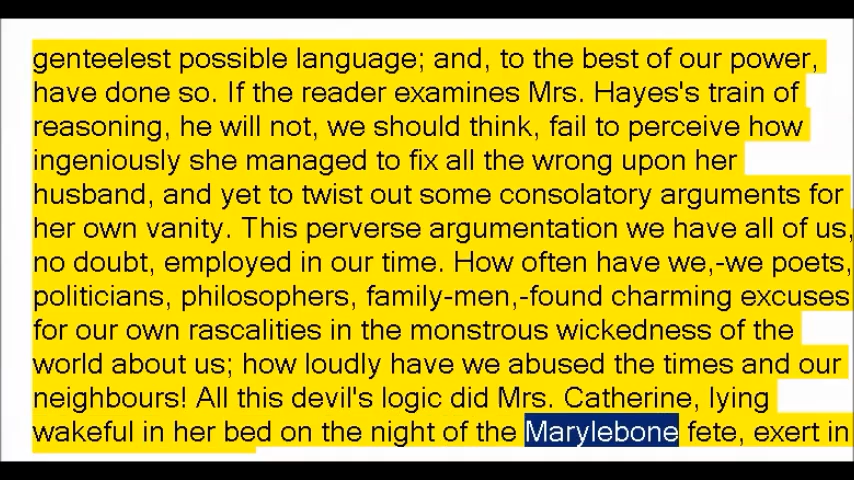 genteelest possible language; and, to the best of our power,
have done so. If the reader examines Mrs. Hayes's train of
reasoning, he will not, we should think, fail to perceive how
ingeniously she managed to fix all the wrong upon her
husband, and yet to twist out some consolatory arguments for
her own vanity. This perverse argumentation we have all of us,
no doubt, employed in our time. How often have we,-we poets,
politicians, philosophers, family-men,-found charming excuses
for our own rascalities in the monstrous wickedness of the
world about us; how loudly have we abused the times and our
neighbours! All this devil's logic did Mrs. Catherine, lying
wakeful in her bed on the night of the Marylebone fete, exert in